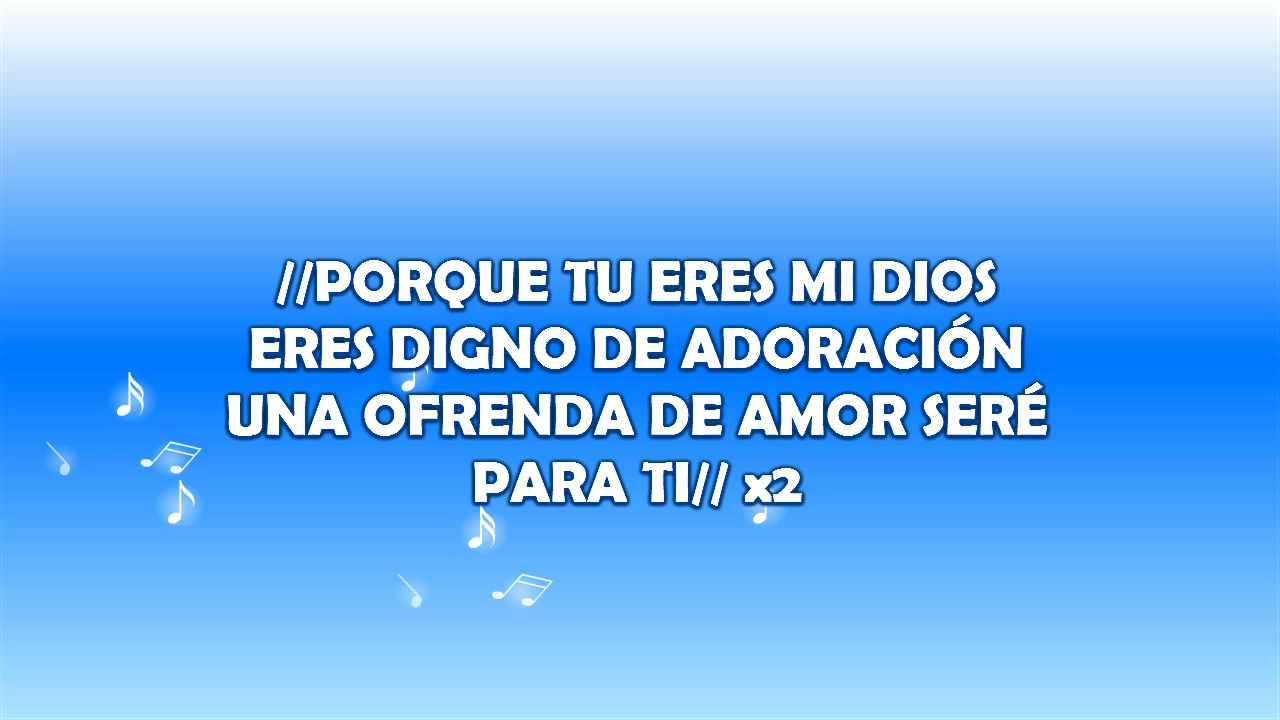 //PORQUE TU ERES MI DIOS
ERES DIGNO DE ADORACIÓN
UNA OFRENDA DE AMOR SERÉ
PARA TI// x2